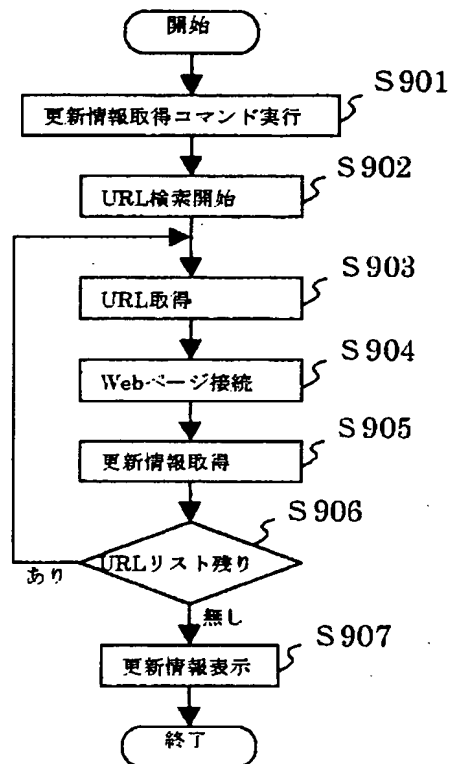 開始
S901
更新情報取得コマンド実行
S902
URL検索開始
S903
URL取得
S904
Webページ接続
S905
更新情報取得
S906
URLリスト残り
あり
無し
S907
更新情報表示
終了